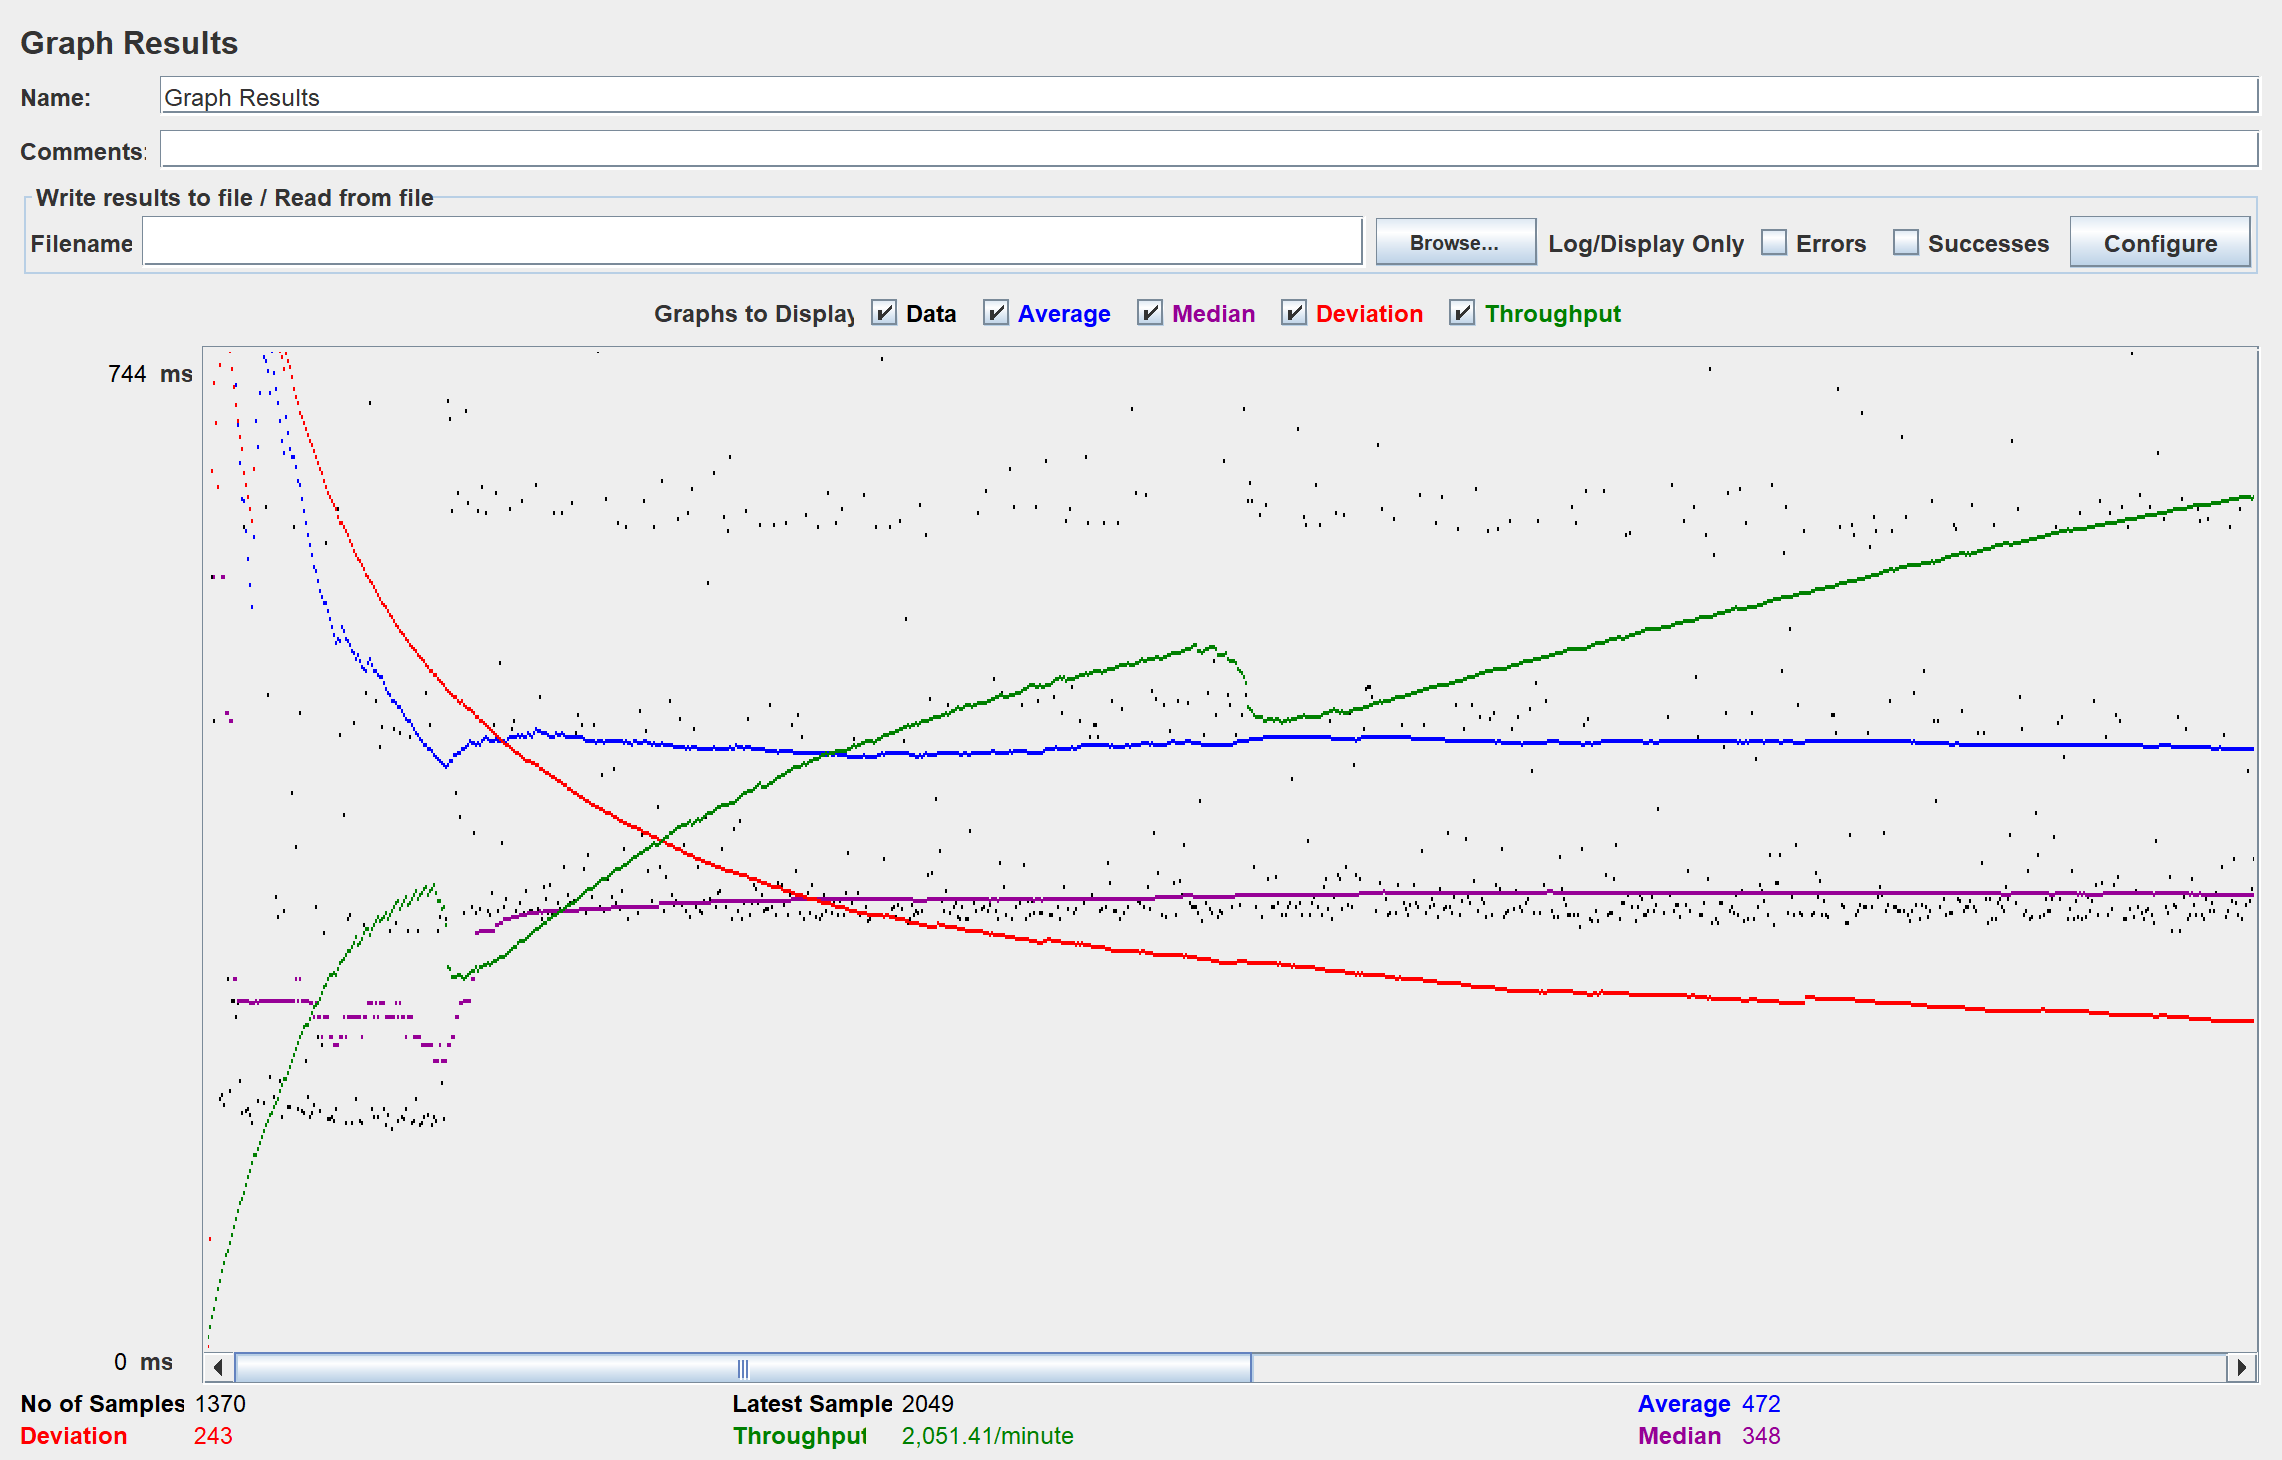 Graph Results
Name: Graph Results
Comments:
Write results to file / Read from file
Filename Browse... Log/Display Only Errors Successes Configure
Graphs to Display Data Average Median Deviation Throughput
744 ms
0 ms
No of Samples 1370 Latest Sample 2049 Average 472
Deviation 243 Throughput 2,051.41/minute Median 348